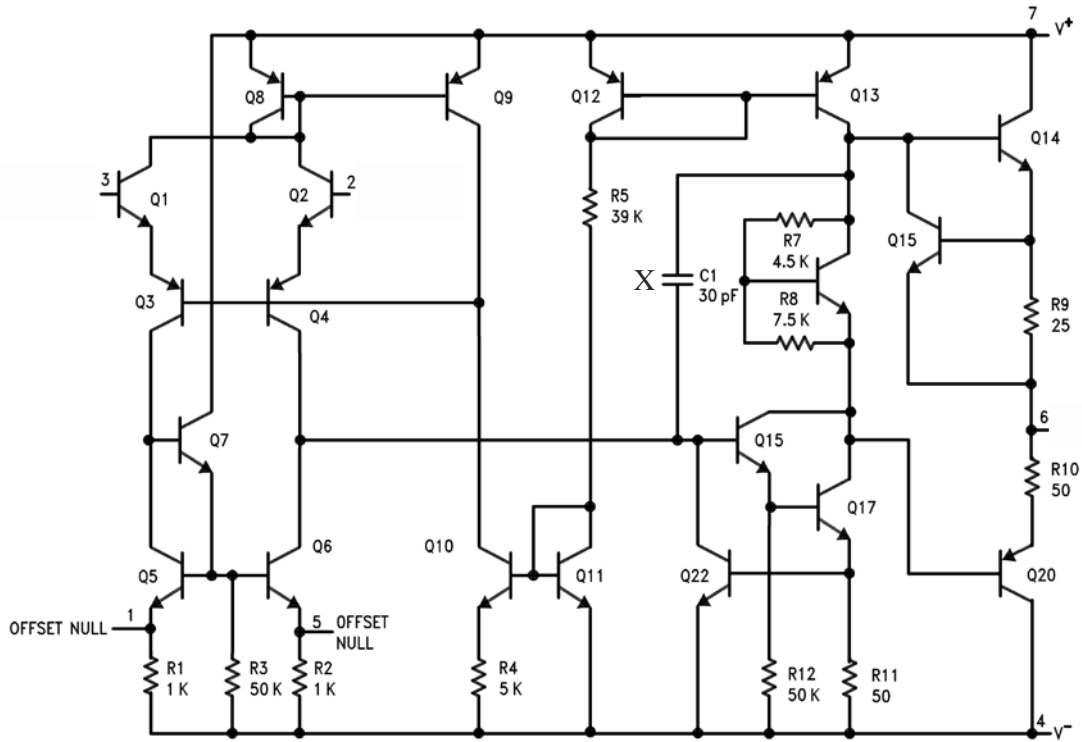 7
V+
Q8
Q9
Q12
Q13
Q14
3
Q1
Q2
2
R5
39 K
Q15
R7
4.5 K
X
C1
30 pF
R8
7.5 K
Q3
Q4
R9
25
6
Q7
Q15
R10
50
Q17
Q5
Q6
Q10
Q11
Q22
Q20
OFFSET NULL
1
5
OFFSET
NULL
R1
1 K
R3
50 K
R2
1 K
R4
5 K
R12
50 K
R11
50
4
V-